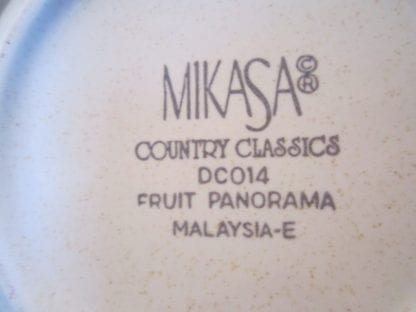 MIKASA©®
COUNTRY CLASSICS
DC014
FRUIT PANORAMA
MALAYSIA-E